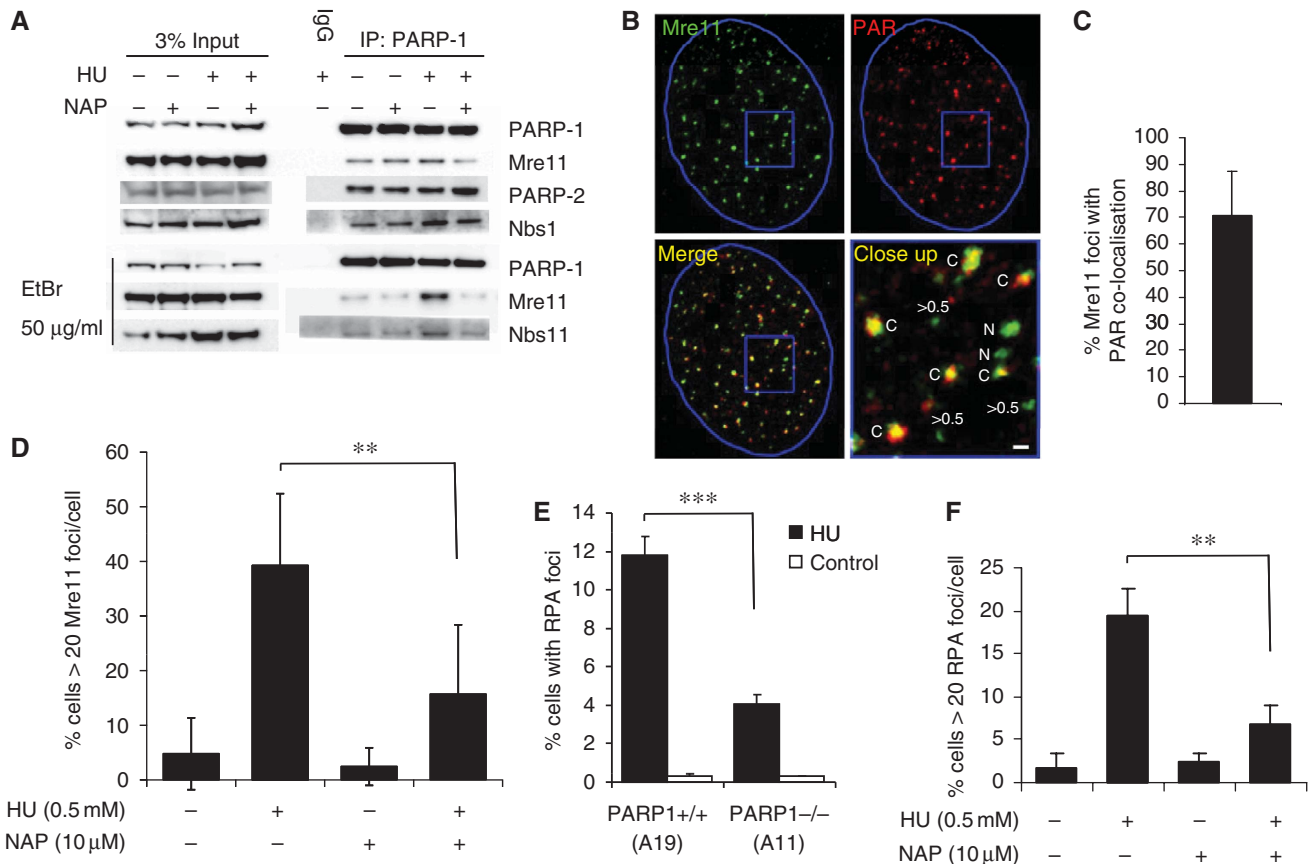 A
3% Input
IgG
IP: PARP-1
HU – – + + + – – + +
NAP – + – + – – + – +
PARP-1
Mre11
PARP-2
Nbs1
EtBr
50 µg/ml
PARP-1
Mre11
Nbs11
B
Mre11
PAR
Merge
Close up
C
C
>0.5
C
N
N
C
C
>0.5
>0.5
C
C
% Mre11 foci with
PAR co-localisation
100
90
80
70
60
50
40
30
20
10
0
D
% cells > 20 Mre11 foci/cell
60
50
40
30
20
10
0
**
HU (0.5 mM) – + – +
NAP (10 µM) – – + +
E
% cells with RPA foci
14
12
10
8
6
4
2
0
***
HU
Control
PARP1+/+
(A19)
PARP1–/–
(A11)
F
% cells > 20 RPA foci/cell
25
20
15
10
5
0
**
HU (0.5 mM) – + – +
NAP (10 µM) – – + +